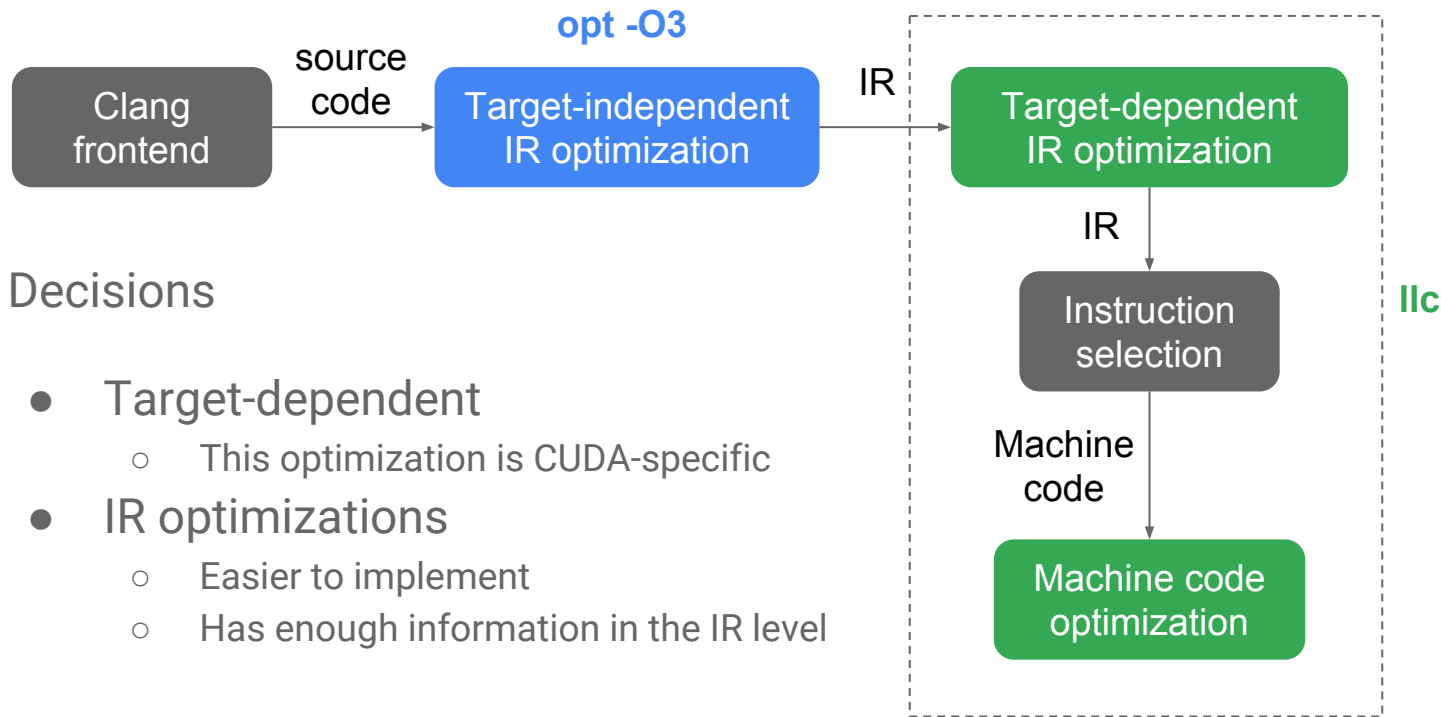 opt -O3
source
code
IR
Clang
frontend
Target-independent
IR optimization
Target-dependent
IR optimization
IR
Decisions
Instruction
selection
llc
● Target-dependent
○ This optimization is CUDA-specific
Machine
code
● IR optimizations
○ Easier to implement
○ Has enough information in the IR level
Machine code
optimization